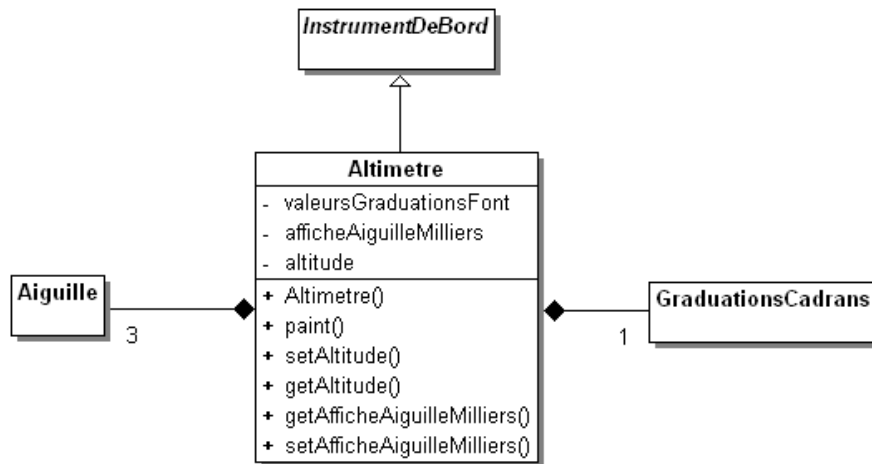 InstrumentDeBord
Altimetre
- valeursGraduationsFont
- afficheAiguilleMilliers
- altitude
Aiguille
3
+ Altimetre()
+ paint()
+ setAltitude()
+ getAltitude()
+ getAfficheAiguilleMilliers()
+ setAfficheAiguilleMilliers()
GraduationsCadrans
1